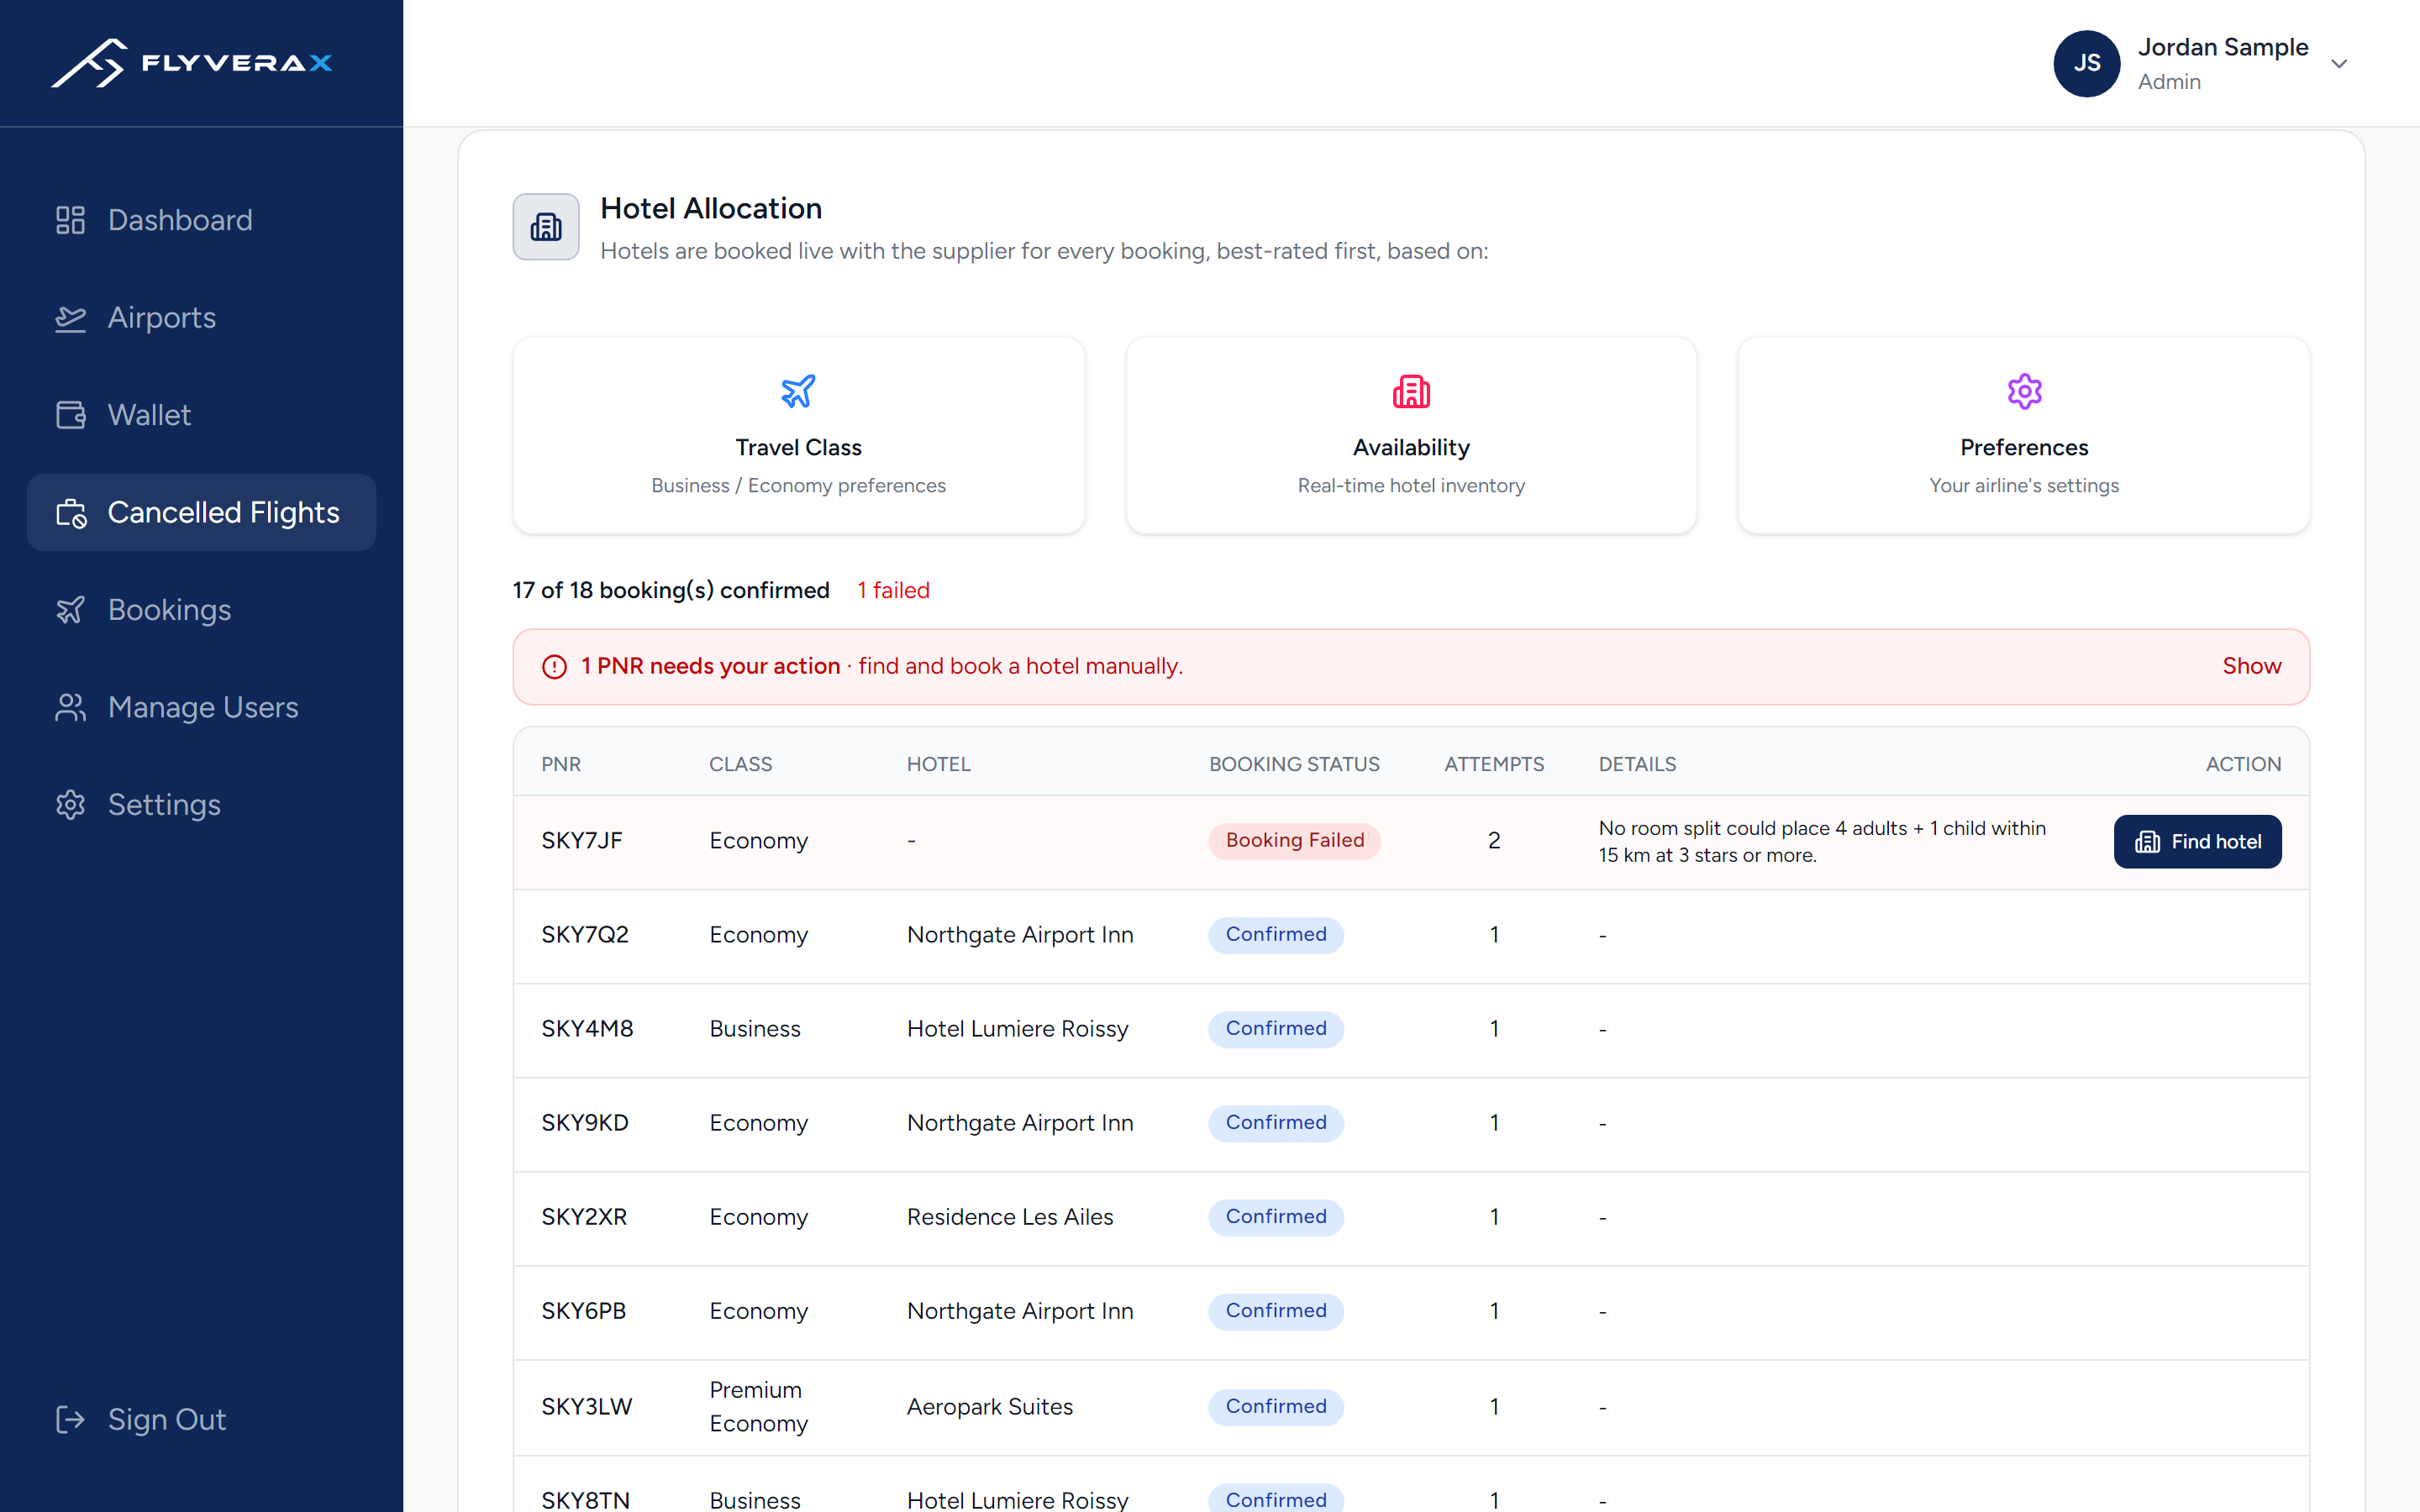 FLYVERAX
JS
Jordan Sample
Admin
Dashboard
Airports
Wallet
Cancelled Flights
Bookings
Manage Users
Settings
Sign Out
Hotel Allocation
Hotels are booked live with the supplier for every booking, best-rated first, based on:
Travel Class
Business / Economy preferences
Availability
Real-time hotel inventory
Preferences
Your airline's settings
17 of 18 booking(s) confirmed 1 failed
1 PNR needs your action · find and book a hotel manually. Show
PNR CLASS HOTEL BOOKING STATUS ATTEMPTS DETAILS ACTION
SKY7JF Economy - Booking Failed 2 No room split could place 4 adults + 1 child within
15 km at 3 stars or more. Find hotel
SKY7Q2 Economy Northgate Airport Inn Confirmed 1 -
SKY4M8 Business Hotel Lumiere Roissy Confirmed 1 -
SKY9KD Economy Northgate Airport Inn Confirmed 1 -
SKY2XR Economy Residence Les Ailes Confirmed 1 -
SKY6PB Economy Northgate Airport Inn Confirmed 1 -
SKY3LW Premium
Economy Aeropark Suites Confirmed 1 -
SKY8TN Business Hotel Lumiere Roissy Confirmed 1 -